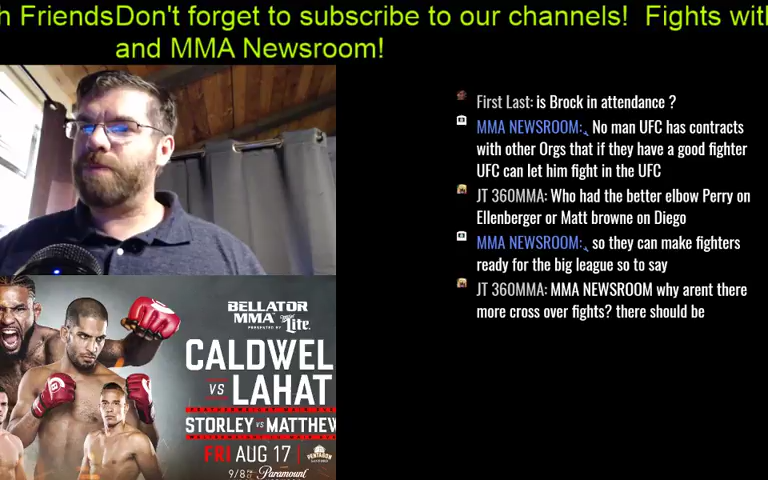 h FriendsDon't forget to subscribe to our channels!  Fights with
and MMA Newsroom!
First Last: is Brock in attendance ?
MMA NEWSROOM: No man UFC has contracts
with other Orgs that if they have a good fighter
UFC can let him fight in the UFC
JT 360MMA: Who had the better elbow Perry on
Ellenberger or Matt browne on Diego
MMA NEWSROOM: so they can make fighters
ready for the big league so to say
JT 360MMA: MMA NEWSROOM why arent there
more cross over fights? there should be
BELLATOR
MMA PRESENTED BY Miller Lite.
CALDWEL
VS LAHAT
STORLEY VS MATTHEW
FRI AUG 17
9/8c Paramount